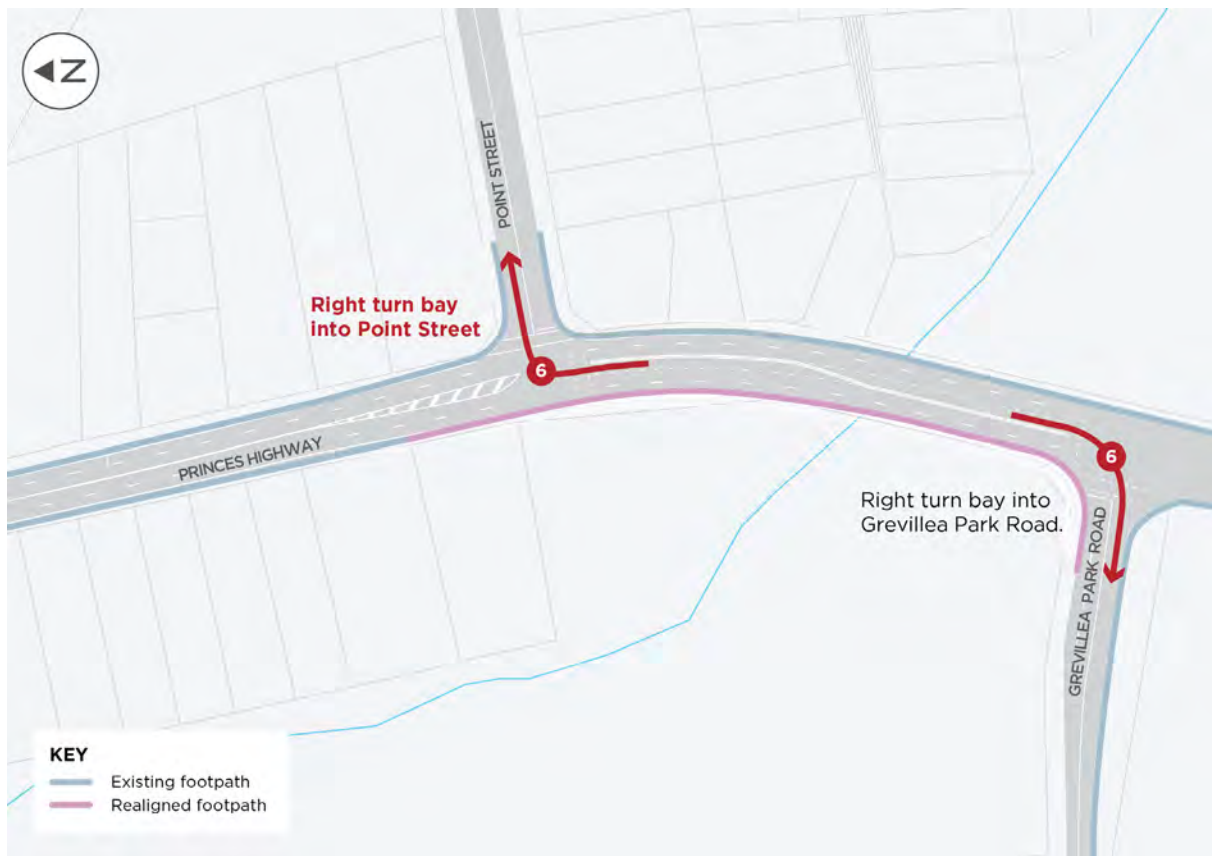 N
POINT STREET
Right turn bay
into Point Street
6
PRINCES HIGHWAY
6
Right turn bay into
Grevillea Park Road.
GREVILLEA PARK ROAD
KEY
Existing footpath
Realigned footpath